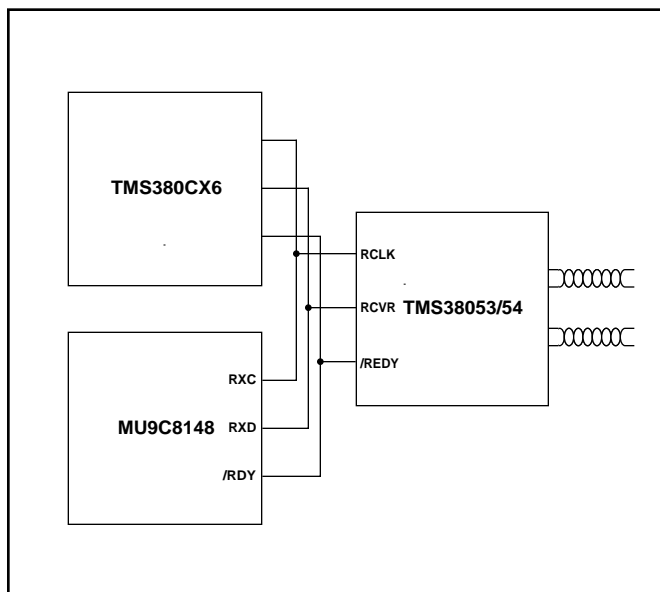 TMS380CX6
RCLK
RCVR
TMS38053/54
/REDY
RXC
MU9C8148
RXD
/RDY